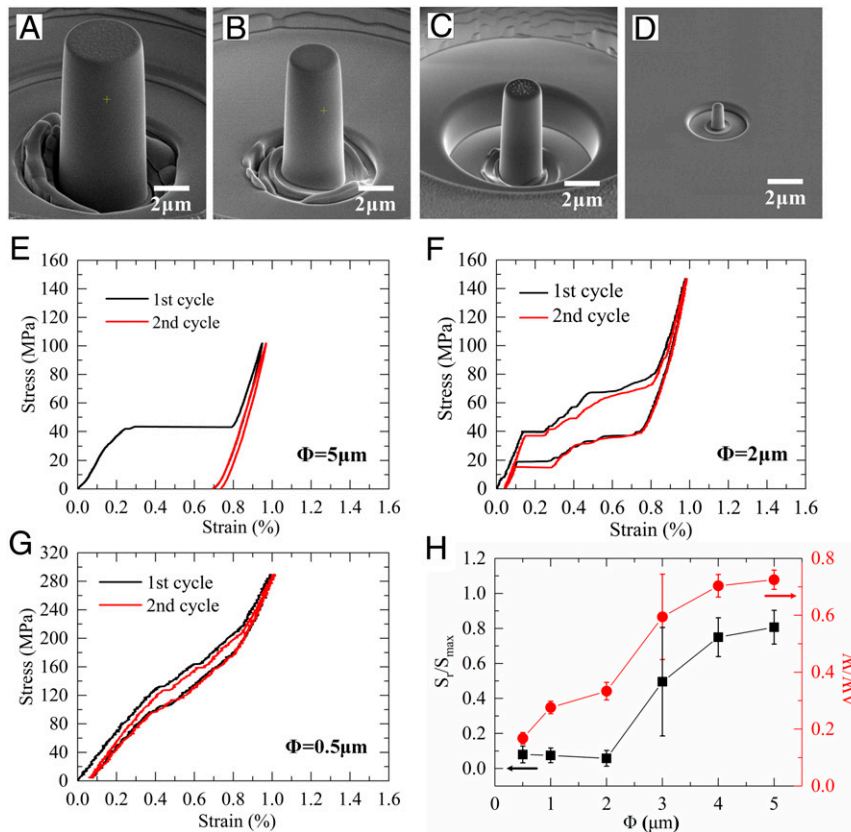 A
B
C
D
2μm
2μm
2μm
2μm
E
160
140
120
100
80
60
40
20
0
Stress (MPa)
1st cycle
2nd cycle
Φ=5μm
0.0 0.2 0.4 0.6 0.8 1.0 1.2 1.4 1.6
Strain (%)
F
160
140
120
100
80
60
40
20
0
Stress (MPa)
1st cycle
2nd cycle
Φ=2μm
0.0 0.2 0.4 0.6 0.8 1.0 1.2 1.4 1.6
Strain (%)
G
320
280
240
200
160
120
80
40
0
Stress (MPa)
1st cycle
2nd cycle
Φ=0.5μm
0.0 0.2 0.4 0.6 0.8 1.0 1.2 1.4 1.6
Strain (%)
H
1.2
1.0
0.8
0.6
0.4
0.2
0.0
Sr/Smax
0.8
0.6
0.4
0.2
0.0
ΔW/W
0 1 2 3 4 5
Φ (μm)